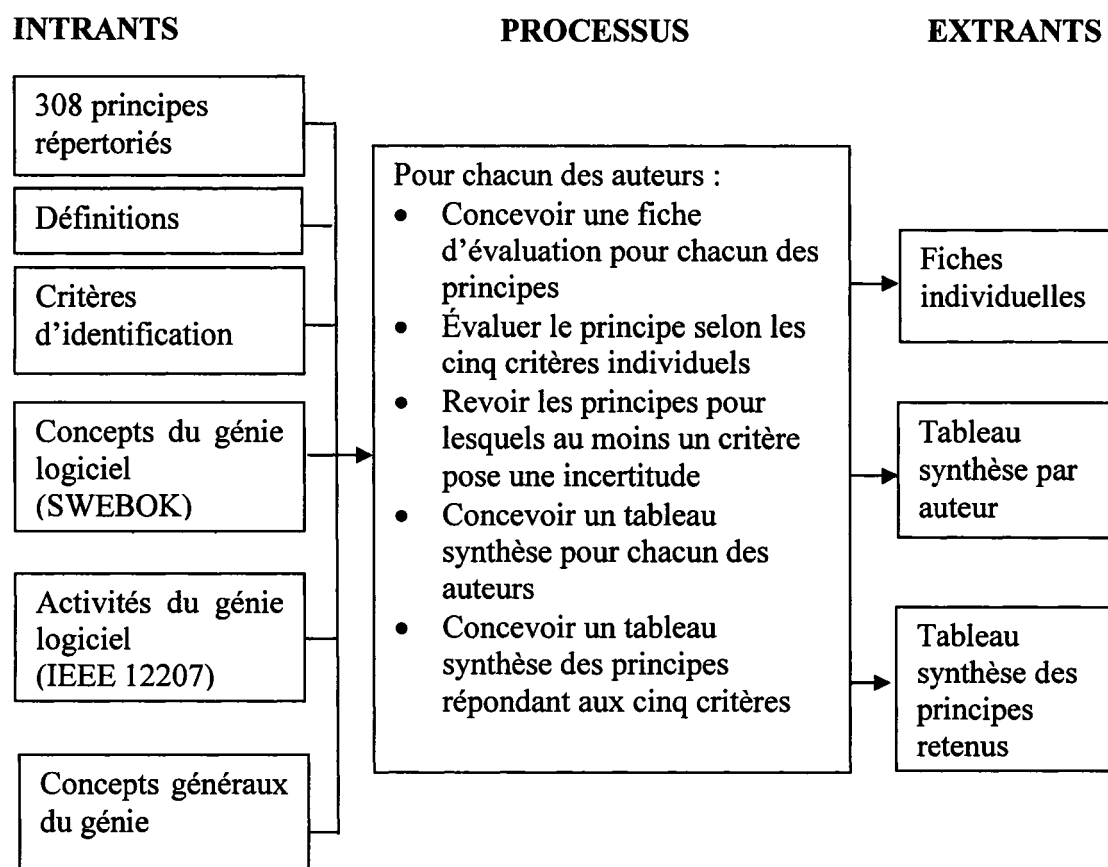 INTRANTS
PROCESSUS
EXTRANTS
308 principes
répertoriés
Définitions
Critères
d'identification
Concepts du génie
logiciel
(SWEBOK)
Activités du génie
logiciel
(IEEE 12207)
Concepts généraux
du génie
Pour chacun des auteurs :
• Concevoir une fiche
d'évaluation pour chacun des
principes
• Évaluer le principe selon les
cinq critères individuels
• Revoir les principes pour
lesquels au moins un critère
pose une incertitude
• Concevoir un tableau
synthèse pour chacun des
auteurs
• Concevoir un tableau
synthèse des principes
répondant aux cinq critères
Fiches
individuelles
Tableau
synthèse par
auteur
Tableau
synthèse des
principes
retenus